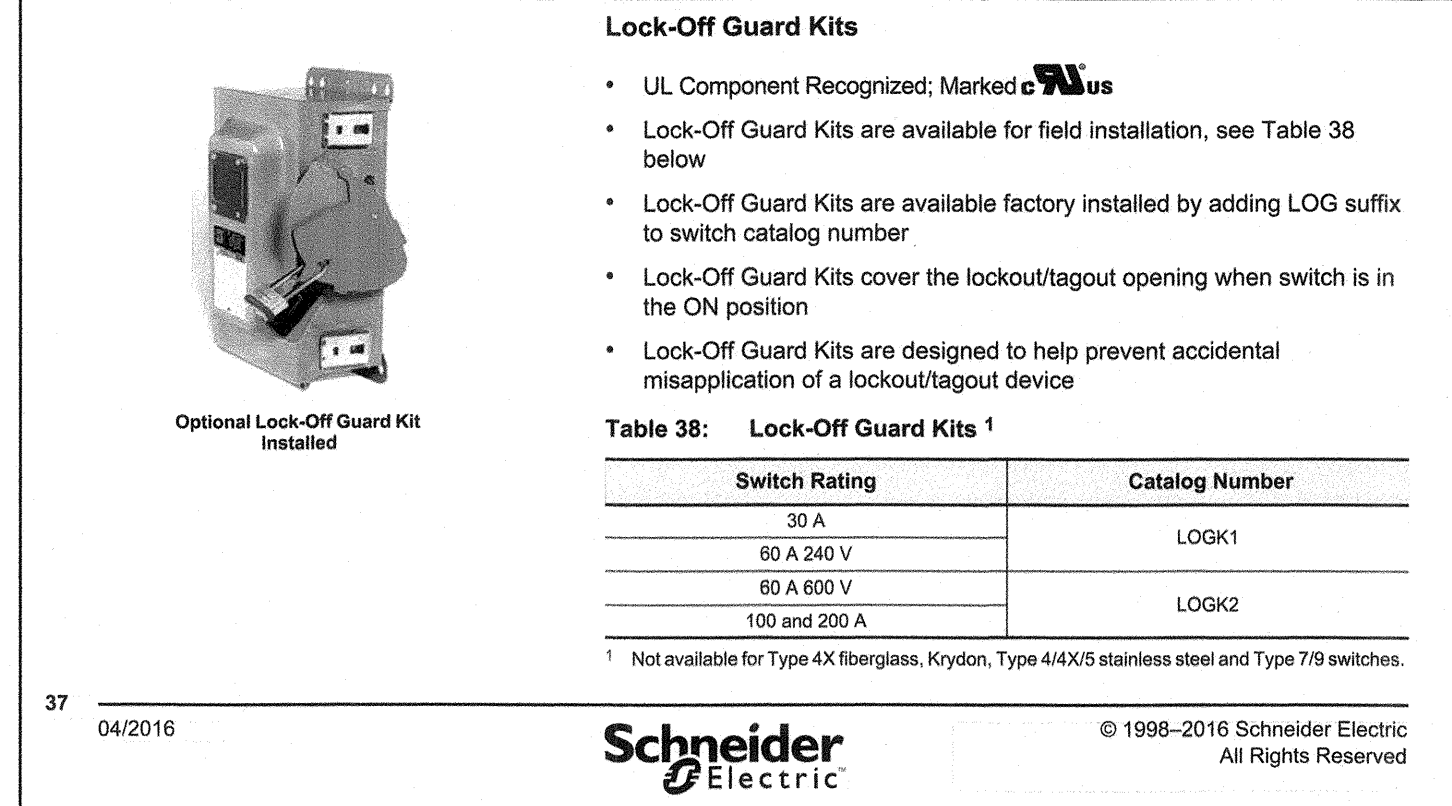 Lock-Off Guard Kits
• UL Component Recognized; Marked c UR® us
• Lock-Off Guard Kits are available for field installation, see Table 38
below
• Lock-Off Guard Kits are available factory installed by adding LOG suffix
to switch catalog number
• Lock-Off Guard Kits cover the lockout/tagout opening when switch is in
the ON position
• Lock-Off Guard Kits are designed to help prevent accidental
misapplication of a lockout/tagout device
Optional Lock-Off Guard Kit
Installed
Table 38: Lock-Off Guard Kits 1
Switch Rating Catalog Number
30 A
LOGK1
60 A 240 V
60 A 600 V
LOGK2
100 and 200 A
1 Not available for Type 4X fiberglass, Krydon, Type 4/4X/5 stainless steel and Type 7/9 switches.
37
04/2016
Schneider
Electric™
© 1998–2016 Schneider Electric
All Rights Reserved